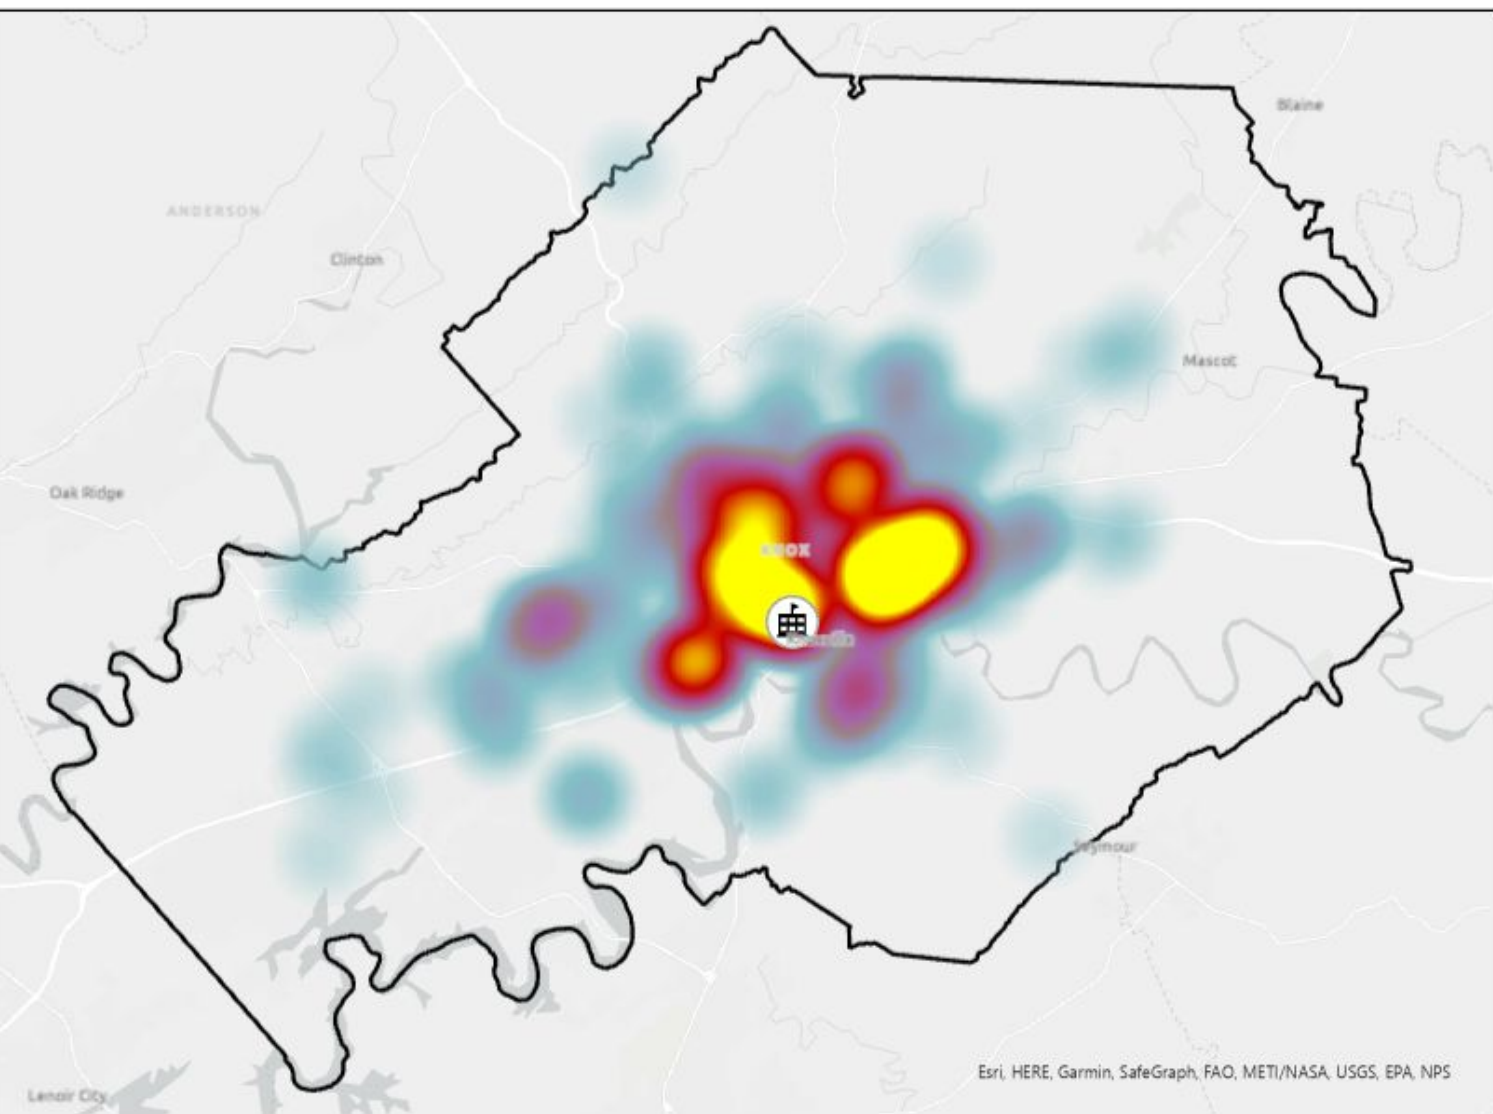 Blaine
ANDERSON
Clinton
Mascot
Oak Ridge
KNOX
Seymour
Esri, HERE, Garmin, SafeGraph, FAO, METI/NASA, USGS, EPA, NPS
Lenoir City